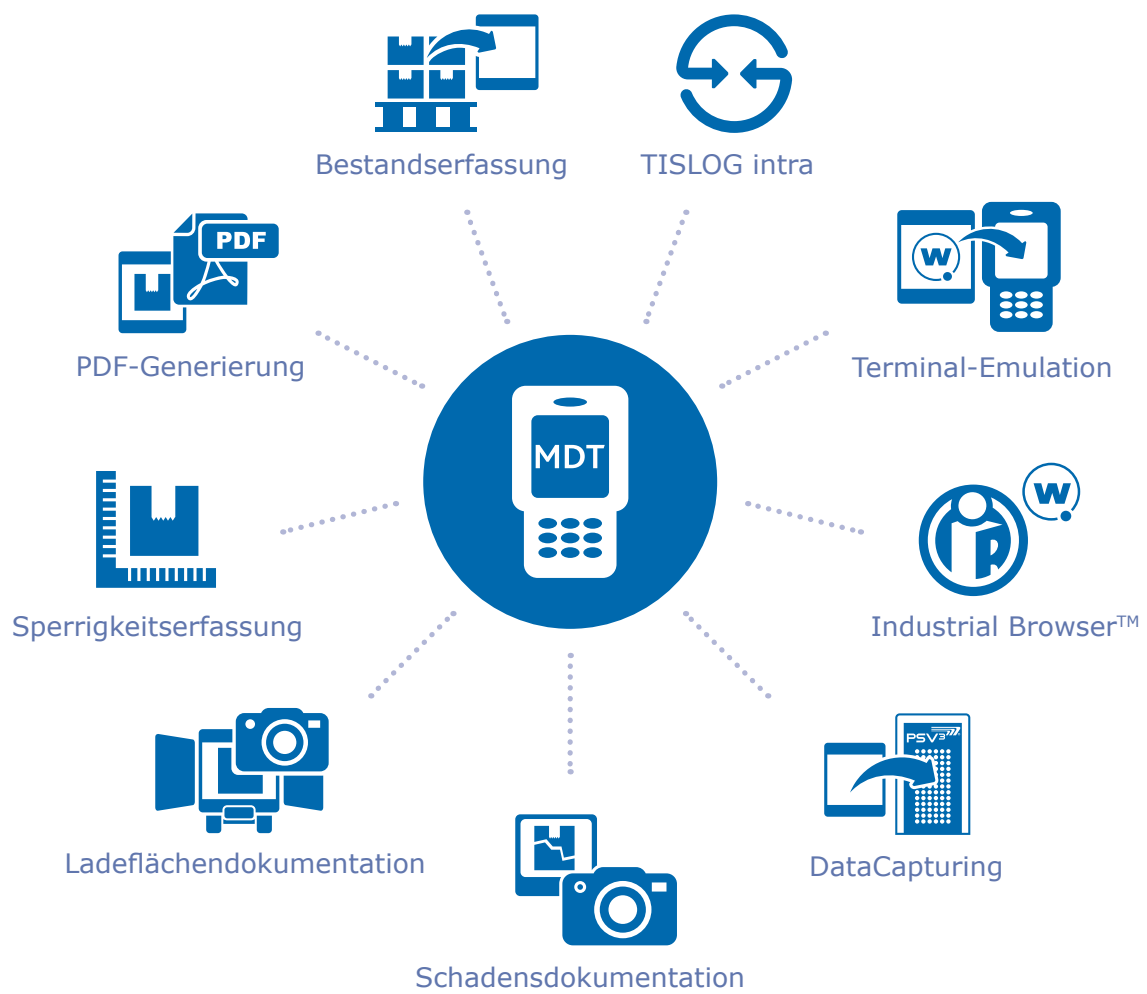 Bestandserfassung
TISLOG intra
PDF
W
PDF-Generierung
Terminal-Emulation
MDT
W
Sperrigkeitserfassung
Industrial Browser™
PSV3
Ladeflächendokumentation
DataCapturing
Schadensdokumentation